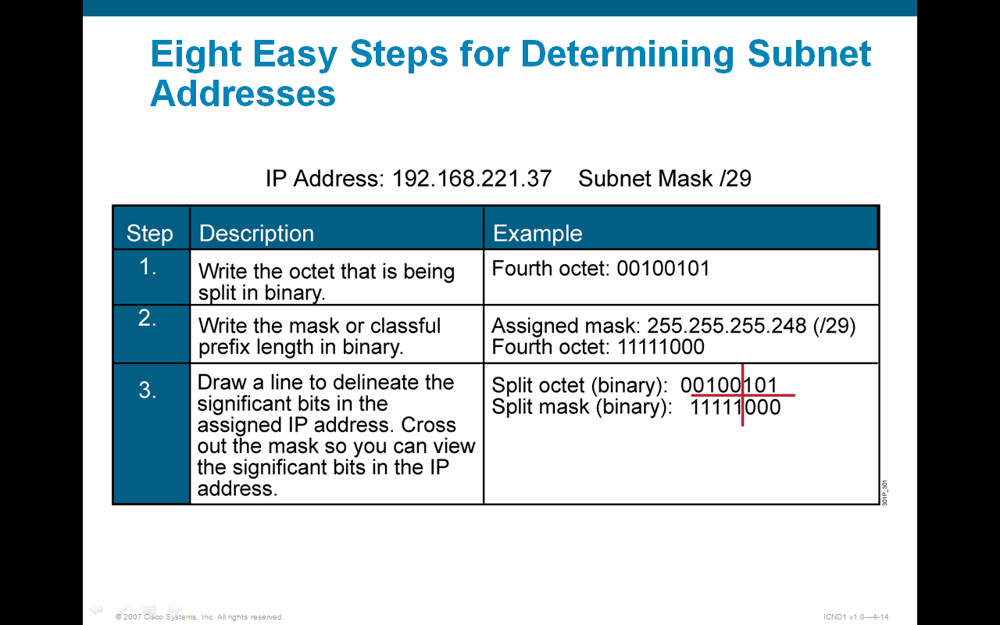 Eight Easy Steps for Determining Subnet
Addresses
IP Address: 192.168.221.37 Subnet Mask /29
Step Description Example
1. Write the octet that is being Fourth octet: 00100101
split in binary.
2. Write the mask or classful Assigned mask: 255.255.255.248 (/29)
prefix length in binary. Fourth octet: 11111000
3. Draw a line to delineate the Split octet (binary): 00100101
significant bits in the Split mask (binary): 11111000
assigned IP address. Cross
out the mask so you can view
the significant bits in the IP
address.
301P_301
© 2007 Cisco Systems, Inc. All rights reserved. ICND1 v1.0—4-14